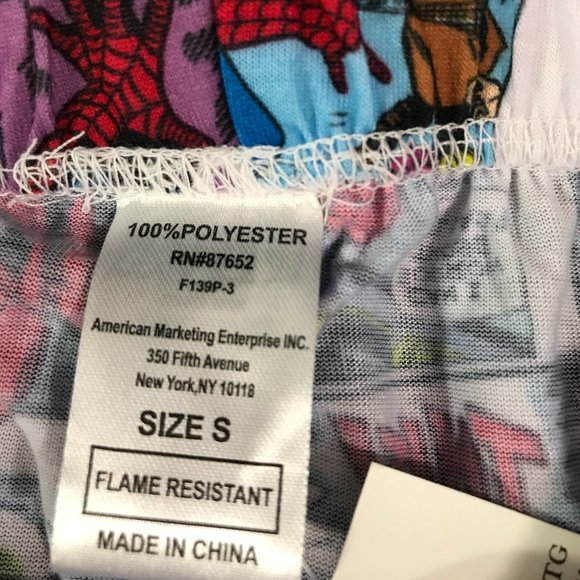 100%POLYESTER
RN#87652
F139P-3
American Marketing Enterprise INC.
350 Fifth Avenue
New York,NY 10118
SIZE S
FLAME RESISTANT
MADE IN CHINA
TG